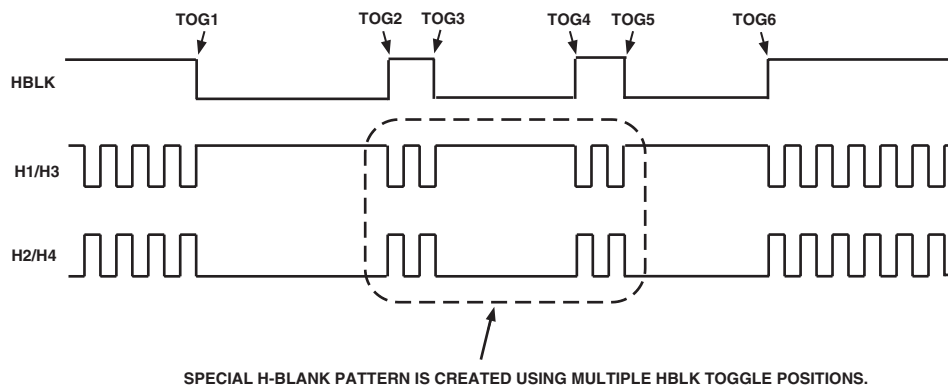 TOG1 TOG2 TOG3 TOG4 TOG5 TOG6
HBLK
H1/H3
H2/H4
SPECIAL H-BLANK PATTERN IS CREATED USING MULTIPLE HBLK TOGGLE POSITIONS.